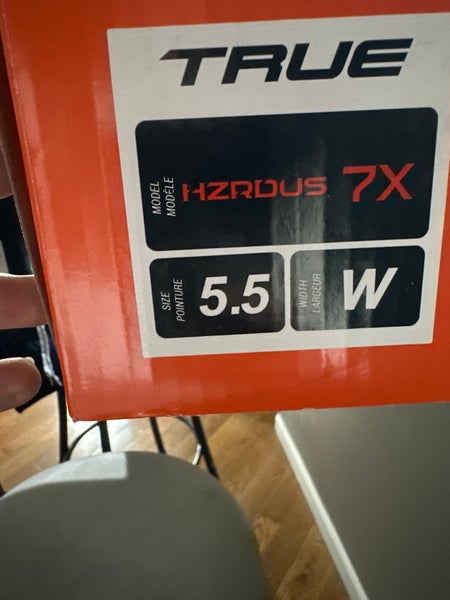 TRUE
MODEL
MODÈLE
HZRDUS 7X
SIZE
POINTURE
5.5
WIDTH
LARGEUR
W